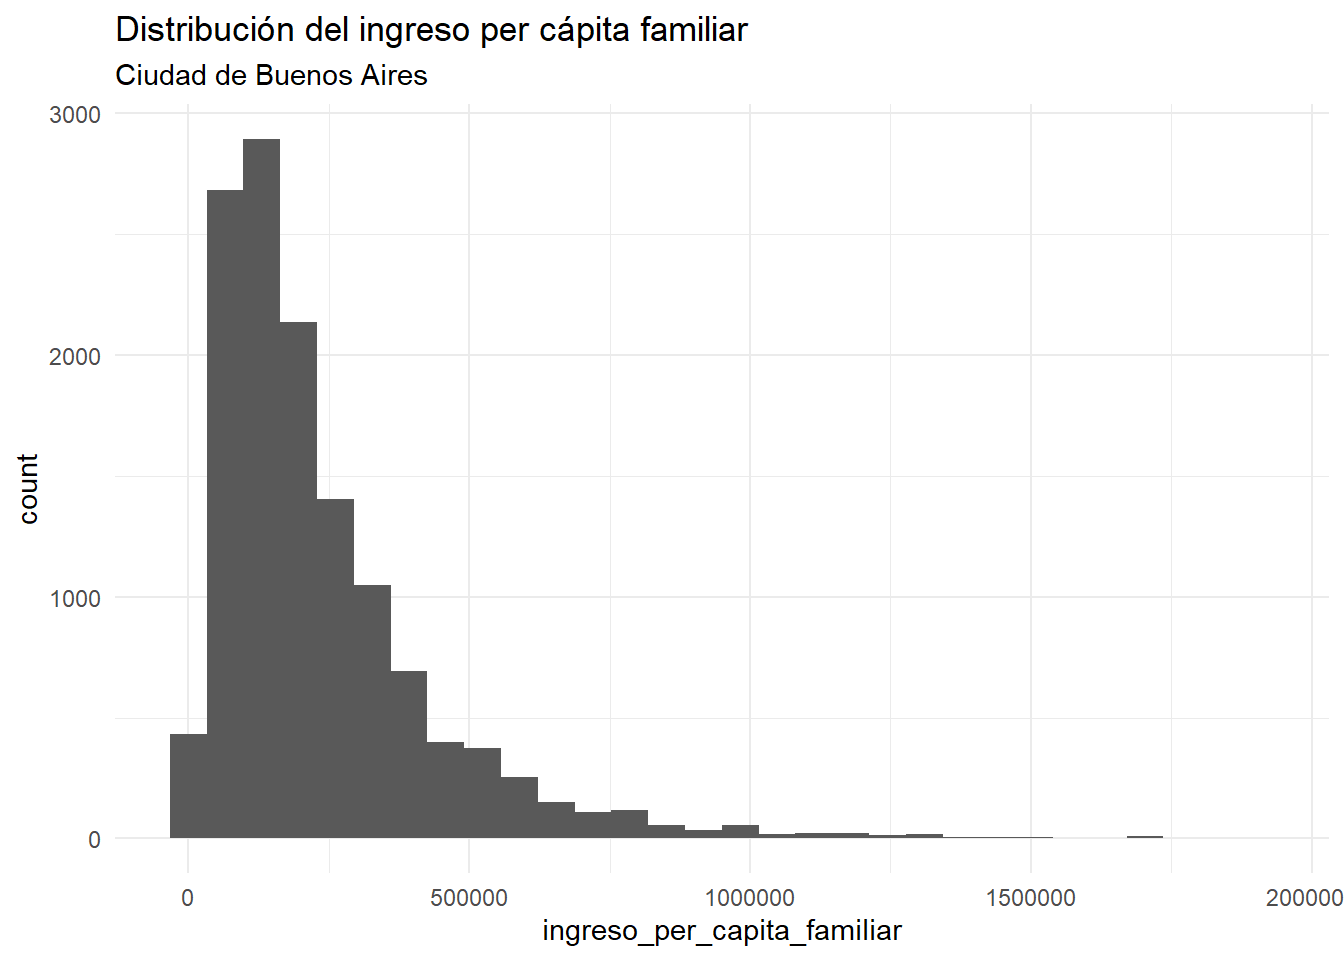 Distribución del ingreso per cápita familiar
Ciudad de Buenos Aires
3000
2000
1000
0
count
0 500000 1000000 1500000 200000
ingreso_per_capita_familiar